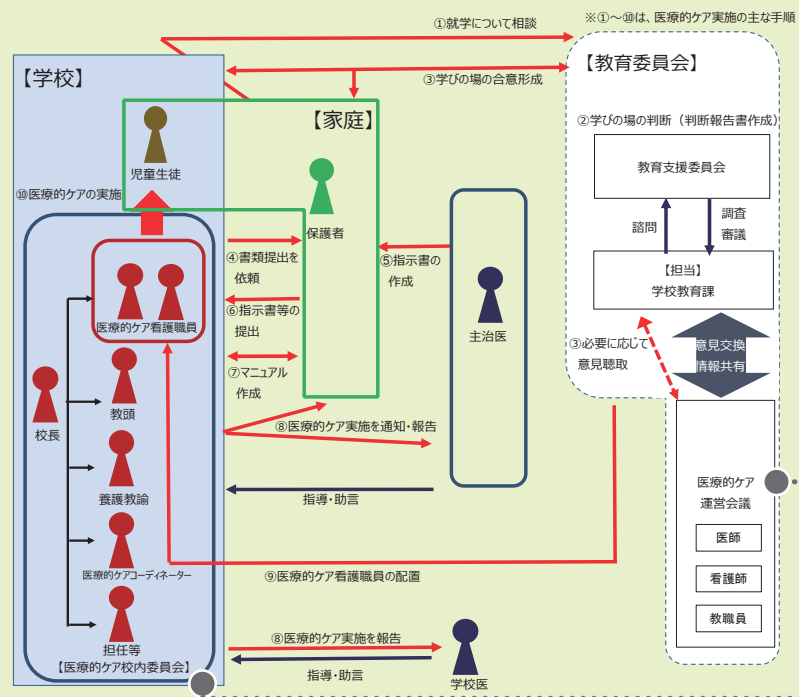 ①就学について相談
※①～⑩は、医療的ケア実施の主な手順
【学校】
【教育委員会】
③学びの場の合意形成
【家庭】
②学びの場の判断（判断報告書作成）
教育支援委員会
児童生徒
⑩医療的ケアの実施
保護者
諮問
調査
審議
④書類提出を
依頼
⑤指示書の
作成
【担当】
学校教育課
⑥指示書等の
提出
医療的ケア看護職員
主治医
③必要に応じて
意見聴取
意見交換
情報共有
⑦マニュアル
作成
教頭
校長
⑧医療的ケア実施を通知・報告
養護教諭
指導・助言
医療的ケア
運営会議
医師
医療的ケアコーディネーター
⑨医療的ケア看護職員の配置
看護師
教職員
担任等
⑧医療的ケア実施を報告
【医療的ケア校内委員会】
指導・助言
学校医